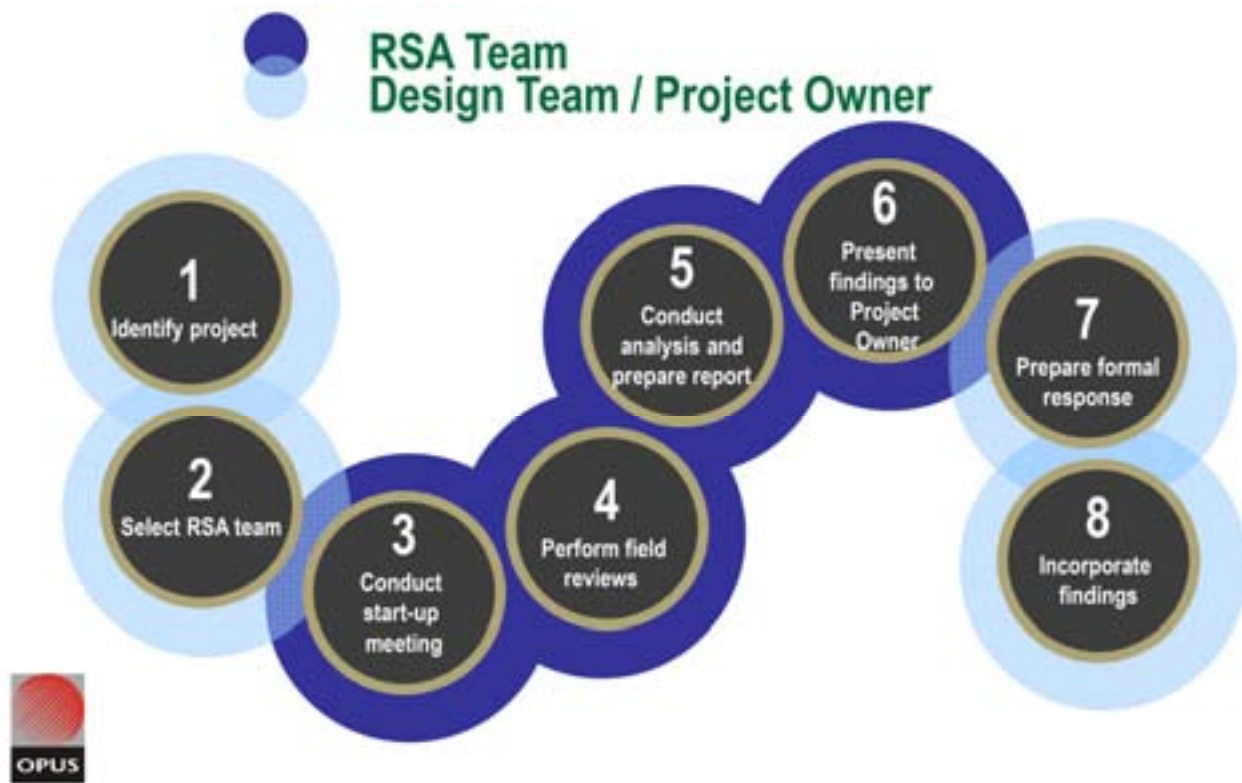 RSA Team
Design Team / Project Owner
1
Identify project
2
Select RSA team
3
Conduct
start-up
meeting
4
Perform field
reviews
5
Conduct
analysis and
prepare report
6
Present
findings to
Project
Owner
7
Prepare formal
response
8
Incorporate
findings
OPUS